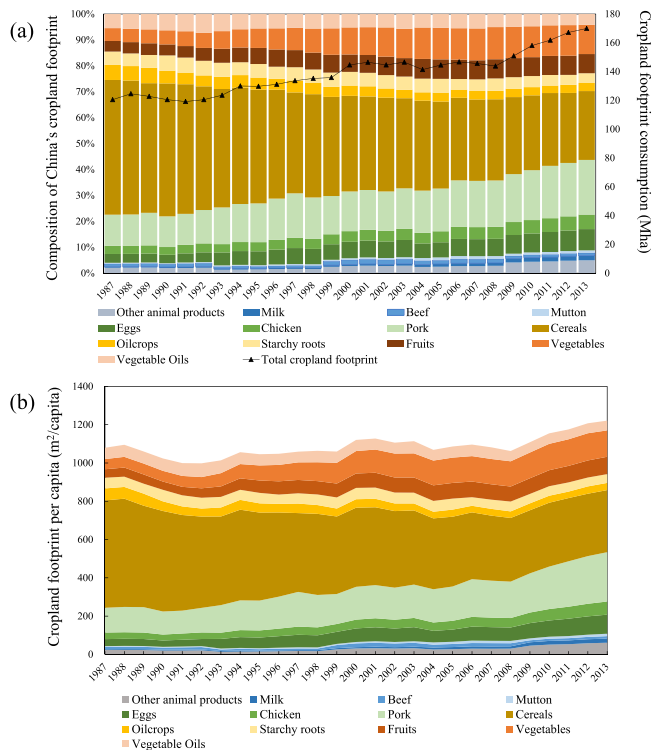 (a)
Composition of China's cropland footprint
100%
90%
80%
70%
60%
50%
40%
30%
20%
10%
0%
180
160
140
120
100
80
60
40
20
0
Cropland footprint consumption (Mha)
1987 1988 1989 1990 1991 1992 1993 1994 1995 1996 1997 1998 1999 2000 2001 2002 2003 2004 2005 2006 2007 2008 2009 2010 2011 2012 2013
Other animal products Milk Beef Mutton
Eggs Chicken Pork Cereals
Oilcrops Starchy roots Fruits Vegetables
Vegetable Oils Total cropland footprint
(b)
Cropland footprint per capita (m²/capita)
1400
1200
1000
800
600
400
200
0
1987 1988 1989 1990 1991 1992 1993 1994 1995 1996 1997 1998 1999 2000 2001 2002 2003 2004 2005 2006 2007 2008 2009 2010 2011 2012 2013
Other animal products Milk Beef Mutton
Eggs Chicken Pork Cereals
Oilcrops Starchy roots Fruits Vegetables
Vegetable Oils